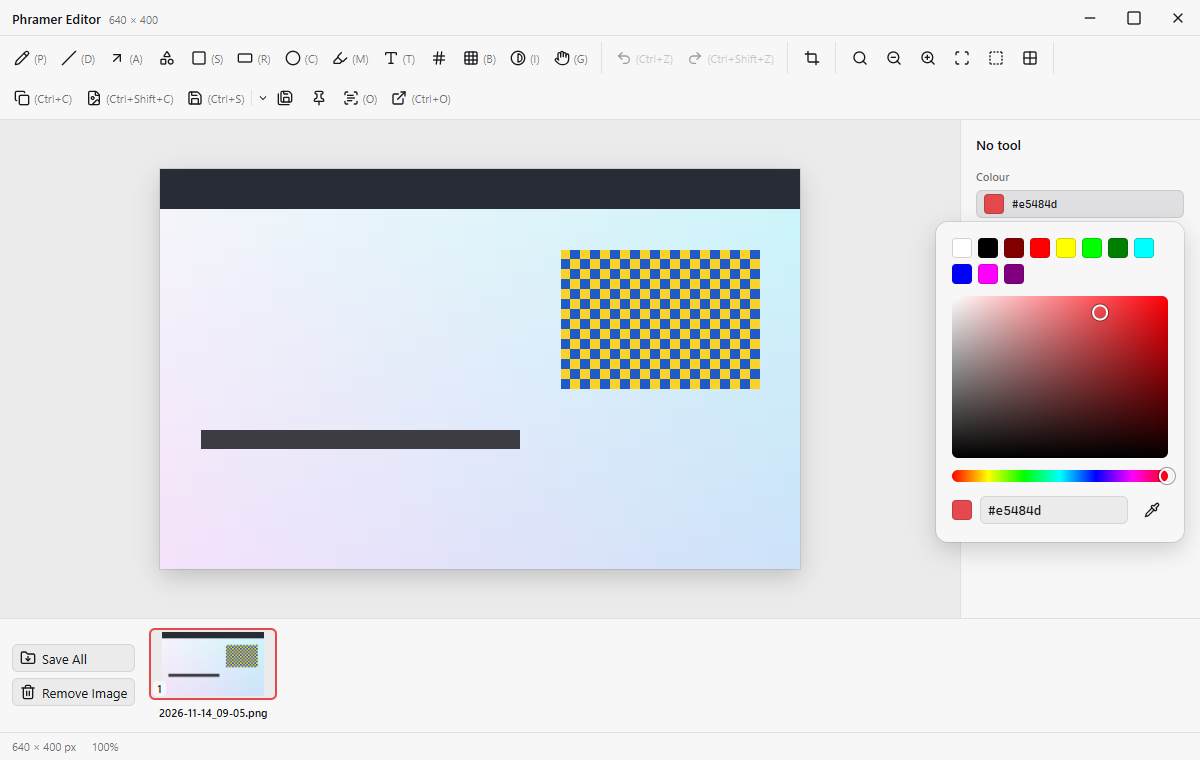 Phramer Editor 640 × 400
(P) (D) (A) (S) (R) (C) (M) (T) (B) (I) (G) (Ctrl+Z) (Ctrl+Shift+Z)
(Ctrl+C) (Ctrl+Shift+C) (Ctrl+S) (O) (Ctrl+O)
No tool
Colour
#e5484d
#e5484d
Save All
Remove Image
1
2026-11-14_09-05.png
640 × 400 px 100%